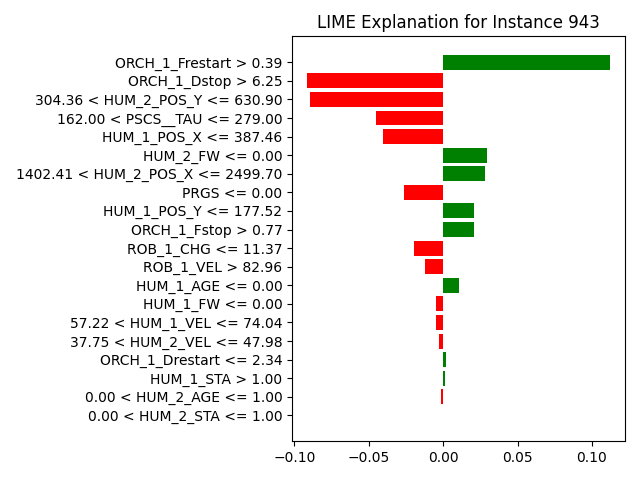 LIME Explanation for Instance 943
ORCH_1_Frestart > 0.39
ORCH_1_Dstop > 6.25
304.36 < HUM_2_POS_Y <= 630.90
162.00 < PSCS__TAU <= 279.00
HUM_1_POS_X <= 387.46
HUM_2_FW <= 0.00
1402.41 < HUM_2_POS_X <= 2499.70
PRGS <= 0.00
HUM_1_POS_Y <= 177.52
ORCH_1_Fstop > 0.77
ROB_1_CHG <= 11.37
ROB_1_VEL > 82.96
HUM_1_AGE <= 0.00
HUM_1_FW <= 0.00
57.22 < HUM_1_VEL <= 74.04
37.75 < HUM_2_VEL <= 47.98
ORCH_1_Drestart <= 2.34
HUM_1_STA > 1.00
0.00 < HUM_2_AGE <= 1.00
0.00 < HUM_2_STA <= 1.00
−0.10 −0.05 0.00 0.05 0.10